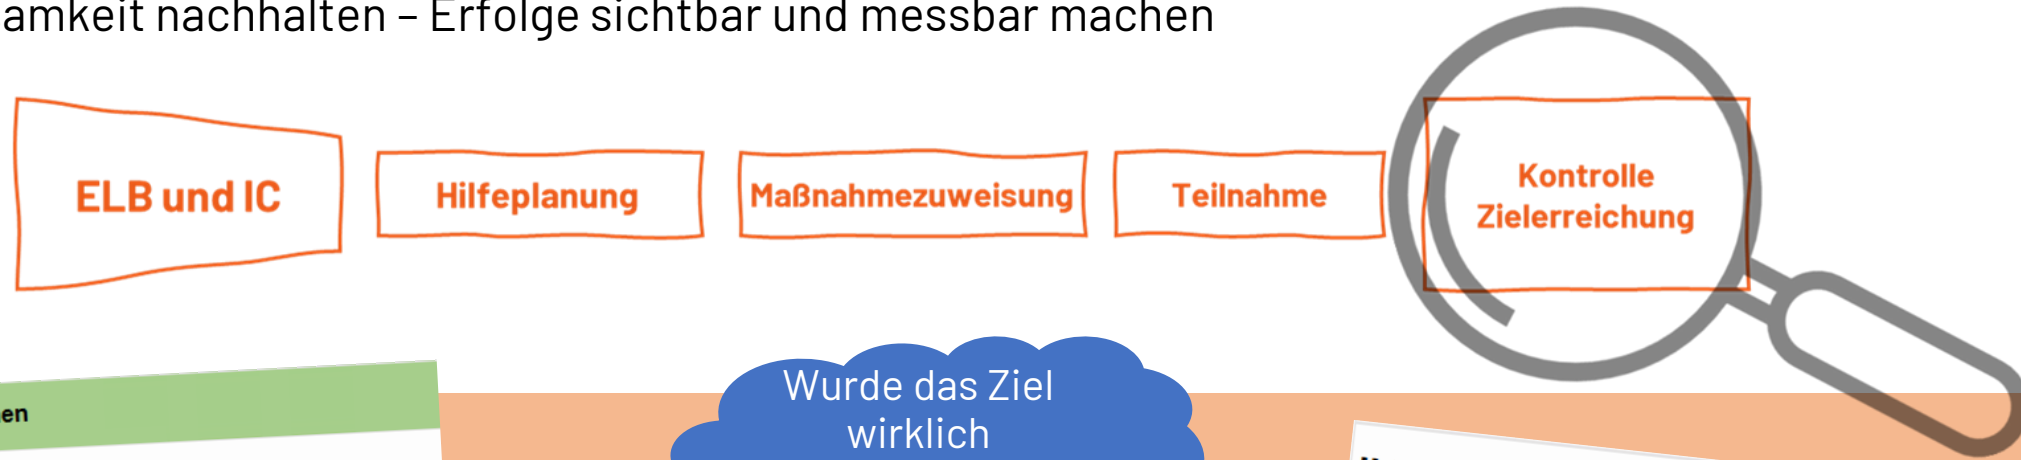 amkeit nachhalten – Erfolge sichtbar und messbar machen
ELB und IC
Hilfeplanung
Maßnahmezuweisung
Teilnahme
Kontrolle
Zielerreichung
en
Wurde das Ziel
wirklich